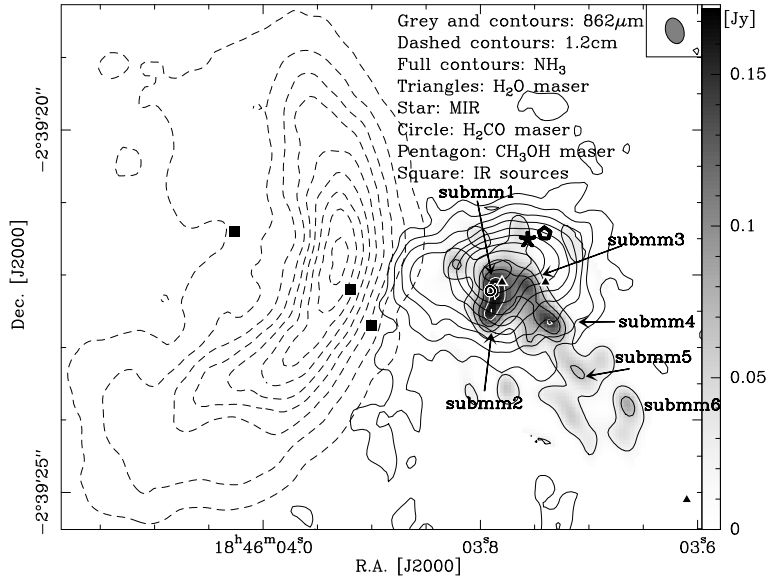 Grey and contours: 862μm
[Jy]
Dashed contours: 1.2cm
Full contours: NH₃
Triangles: H₂O maser
Star: MIR
Circle: H₂CO maser
Pentagon: CH₃OH maser
Square: IR sources
submm1
submm3
submm4
submm5
submm2
submm6
0.15
0.1
0.05
0
−2°39′20″
−2°39′25″
Dec. [J2000]
18ʰ46ᵐ04.ˢ0
03.8
03.ˢ6
R.A. [J2000]